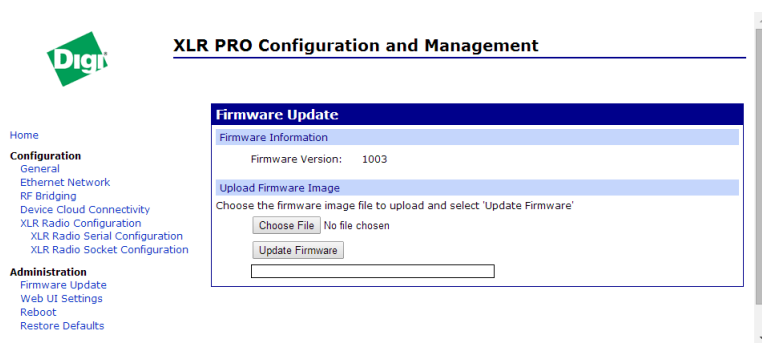 Digi
XLR PRO Configuration and Management
Home
Configuration
General
Ethernet Network
RF Bridging
Device Cloud Connectivity
XLR Radio Configuration
XLR Radio Serial Configuration
XLR Radio Socket Configuration
Administration
Firmware Update
Web UI Settings
Reboot
Restore Defaults
Firmware Update
Firmware Information
Firmware Version: 1003
Upload Firmware Image
Choose the firmware image file to upload and select 'Update Firmware'
Choose File No file chosen
Update Firmware